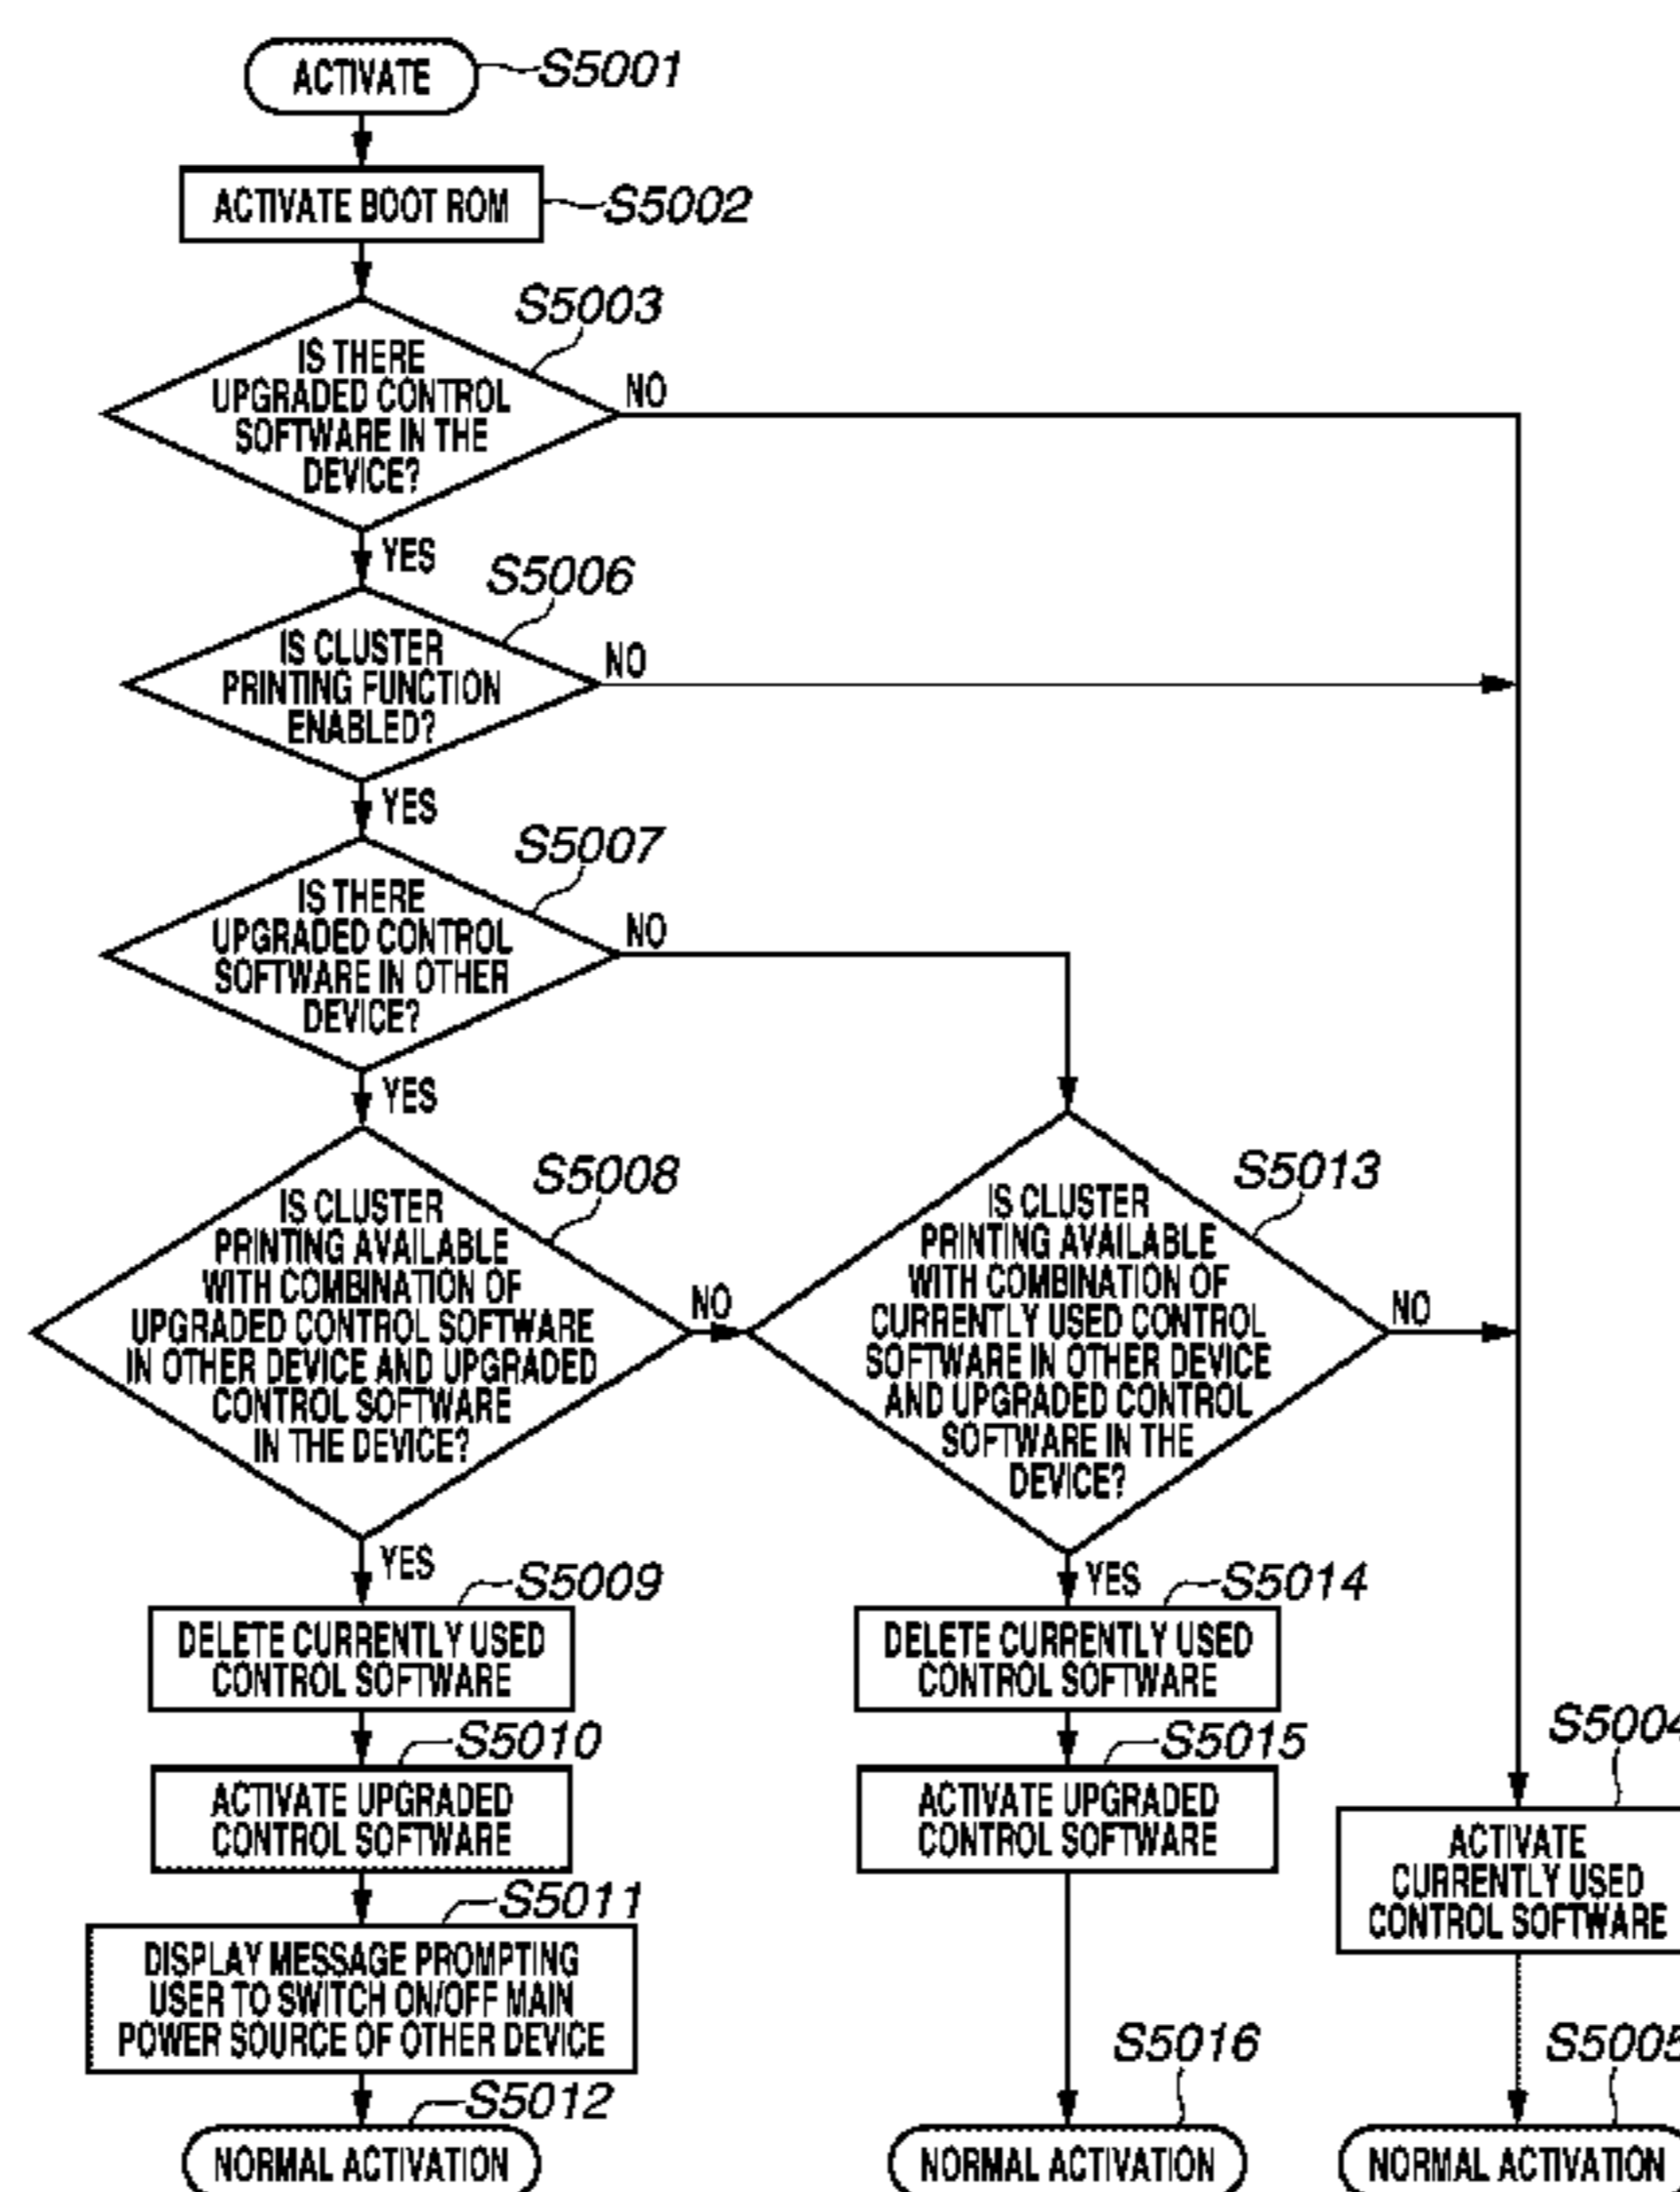 ACTIVATE
S5001
ACTIVATE BOOT ROM
S5002
S5003
IS THERE
UPGRADED CONTROL
SOFTWARE IN THE
DEVICE?
NO
YES
S5006
IS CLUSTER
PRINTING FUNCTION
ENABLED?
NO
YES
S5007
IS THERE
UPGRADED CONTROL
SOFTWARE IN OTHER
DEVICE?
NO
YES
S5008
IS CLUSTER
PRINTING AVAILABLE
WITH COMBINATION OF
UPGRADED CONTROL SOFTWARE
IN OTHER DEVICE AND UPGRADED
CONTROL SOFTWARE
IN THE DEVICE?
NO
YES
S5013
IS CLUSTER
PRINTING AVAILABLE
WITH COMBINATION OF
CURRENTLY USED CONTROL
SOFTWARE IN OTHER DEVICE
AND UPGRADED CONTROL
SOFTWARE IN THE
DEVICE?
NO
YES
S5009
DELETE CURRENTLY USED
CONTROL SOFTWARE
S5010
ACTIVATE UPGRADED
CONTROL SOFTWARE
S5011
DISPLAY MESSAGE PROMPTING
USER TO SWITCH ON/OFF MAIN
POWER SOURCE OF OTHER DEVICE
S5012
NORMAL ACTIVATION
S5014
DELETE CURRENTLY USED
CONTROL SOFTWARE
S5015
ACTIVATE UPGRADED
CONTROL SOFTWARE
S5016
NORMAL ACTIVATION
S5004
ACTIVATE
CURRENTLY USED
CONTROL SOFTWARE
S5005
NORMAL ACTIVATION